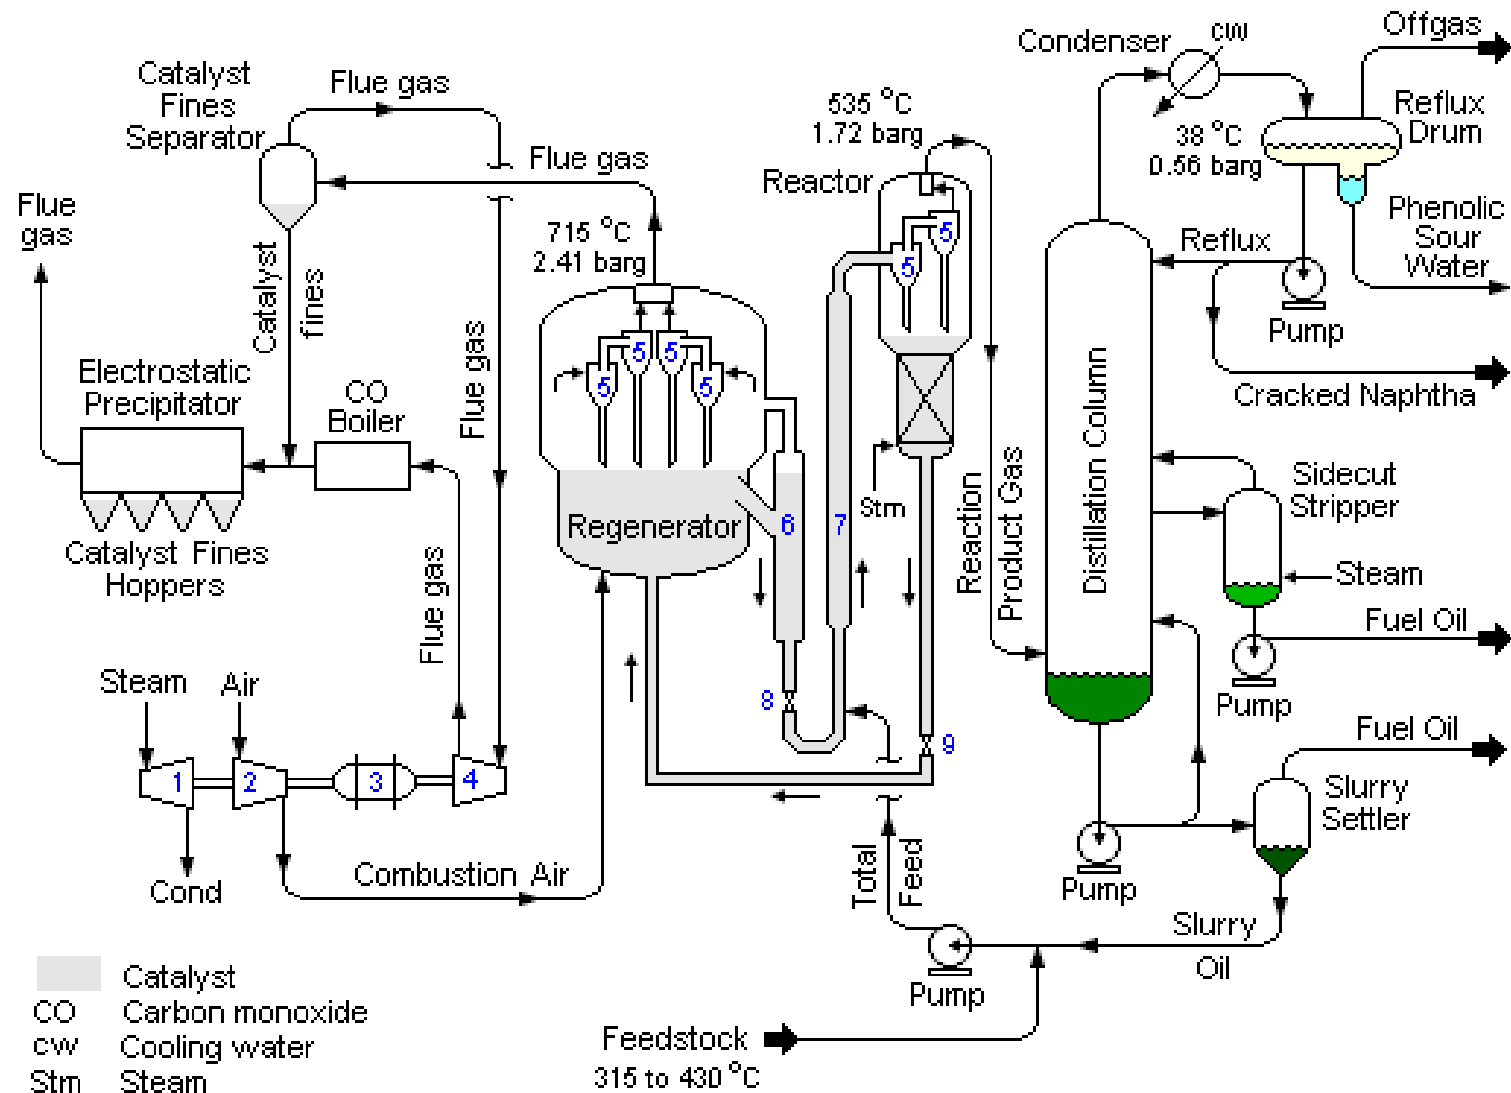 Catalyst
Fines
Separator
Flue gas
Flue gas
Flue
gas
Catalyst
fines
Flue gas
Electrostatic
Precipitator
CO
Boiler
Catalyst Fines
Hoppers
Flue gas
Steam
Air
1
2
3
4
Cond
Combustion Air
715 °C
2.41 barg
5
5
5
5
Regenerator
6
7
8
9
535 °C
1.72 barg
Reactor
5
5
Stm
Reaction
Product Gas
Total
Feed
Pump
Feedstock
315 to 430 °C
Condenser
cw
38 °C
0.56 barg
Offgas
Reflux
Drum
Phenolic
Sour
Water
Reflux
Pump
Cracked Naphtha
Distillation Column
Sidecut
Stripper
Steam
Fuel Oil
Pump
Fuel Oil
Slurry
Settler
Pump
Slurry
Oil
Catalyst
CO Carbon monoxide
cw Cooling water
Stm Steam